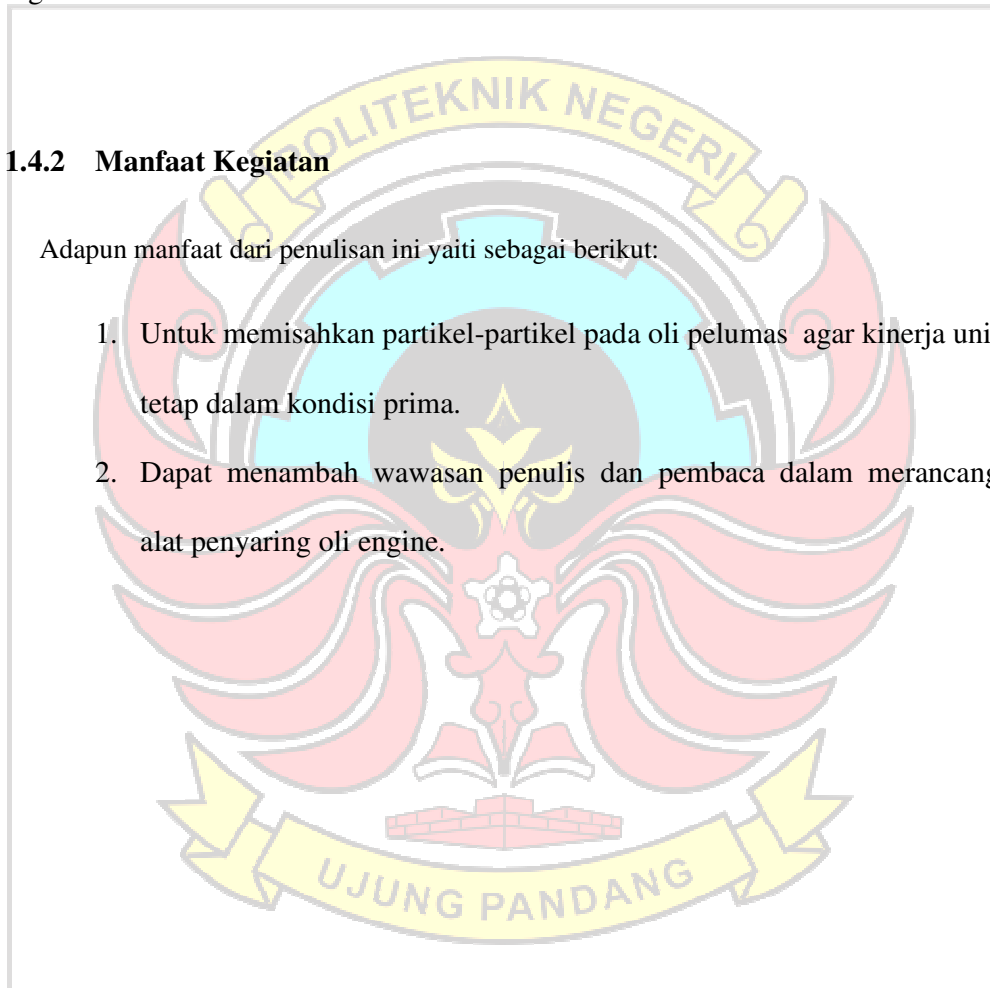 POLITEKNIK NEGERI
1.4.2 Manfaat Kegiatan
Adapun manfaat dari penulisan ini yaiti sebagai berikut:
1. Untuk memisahkan partikel-partikel pada oli pelumas agar kinerja uni
tetap dalam kondisi prima.
2. Dapat menambah wawasan penulis dan pembaca dalam merancang
alat penyaring oli engine.
UJUNG PANDANG